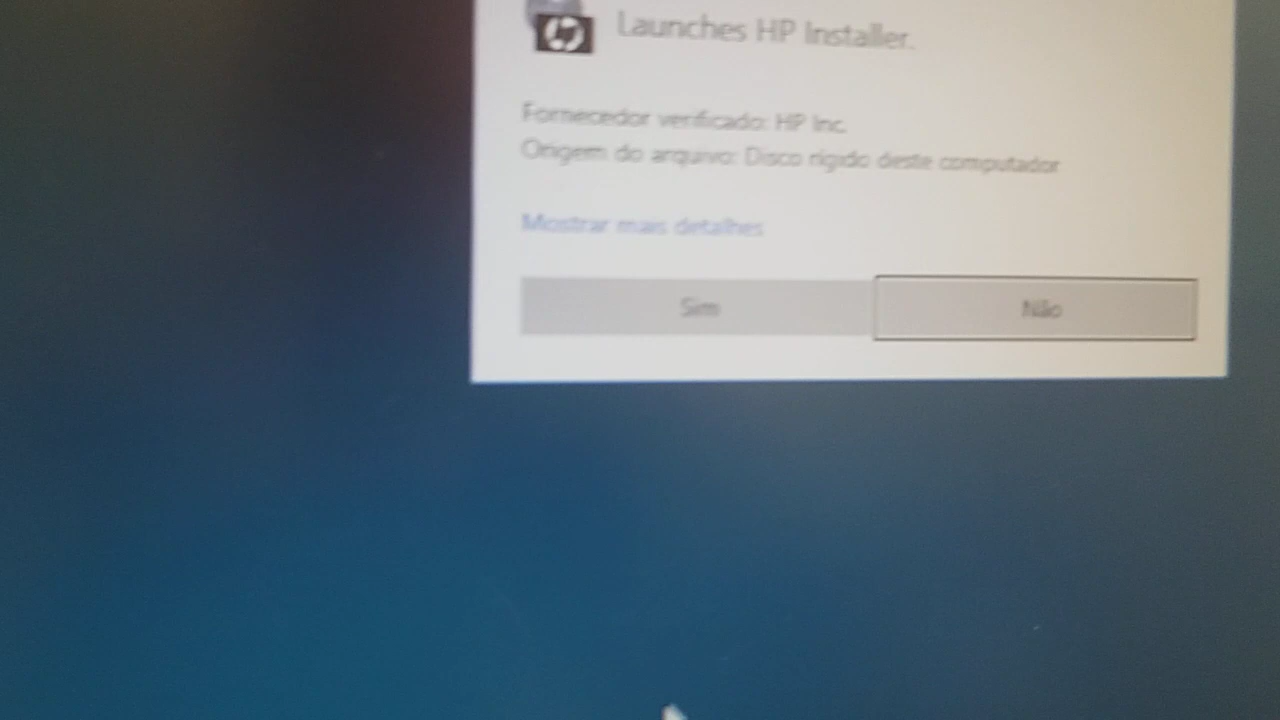 Launches HP Installer.
Fornecedor verificado: HP Inc.
Origem do arquivo: Disco rígido deste computador
Mostrar mais detalhes
Sim
Não